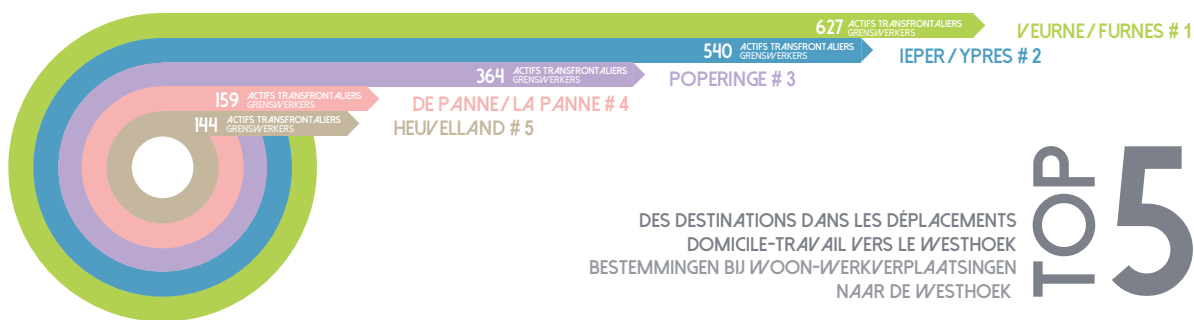 627 ACTIFS TRANSFRONTALIERS
GRENSWERKERS
VEURNE/FURNES # 1
540 ACTIFS TRANSFRONTALIERS
GRENSWERKERS
IEPER/YPRES # 2
364 ACTIFS TRANSFRONTALIERS
GRENSWERKERS
POPERINGE # 3
159 ACTIFS TRANSFRONTALIERS
GRENSWERKERS
DE PANNE/LA PANNE # 4
144 ACTIFS TRANSFRONTALIERS
GRENSWERKERS
HEUVELLAND # 5
TOP 5
DES DESTINATIONS DANS LES DÉPLACEMENTS
DOMICILE-TRAVAIL VERS LE WESTHOEK
BESTEMMINGEN BIJ WOON-WERKVERPLAATSINGEN
NAAR DE WESTHOEK